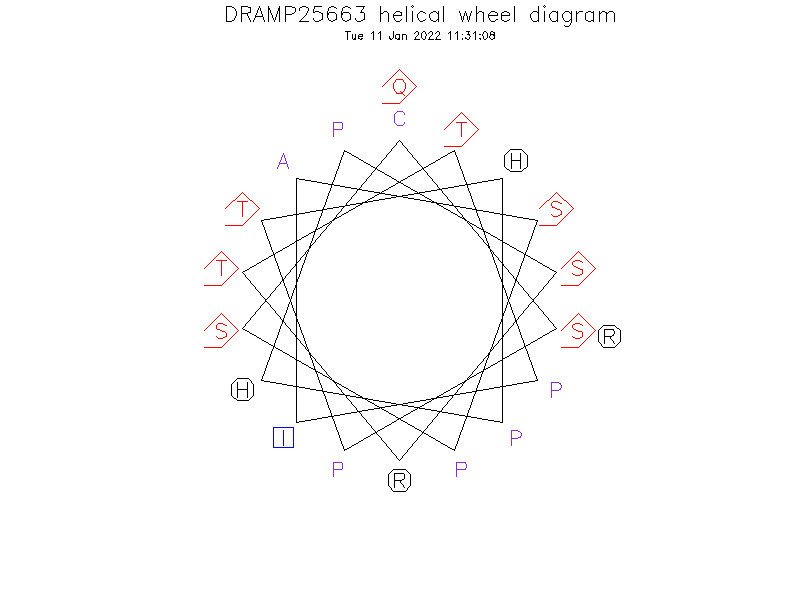 DRAMP25663 helical wheel diagram
Tue 11 Jan 2022 11:31:08
Q
P C T
A H
T S
T S
S S R
H P
I P
P R P